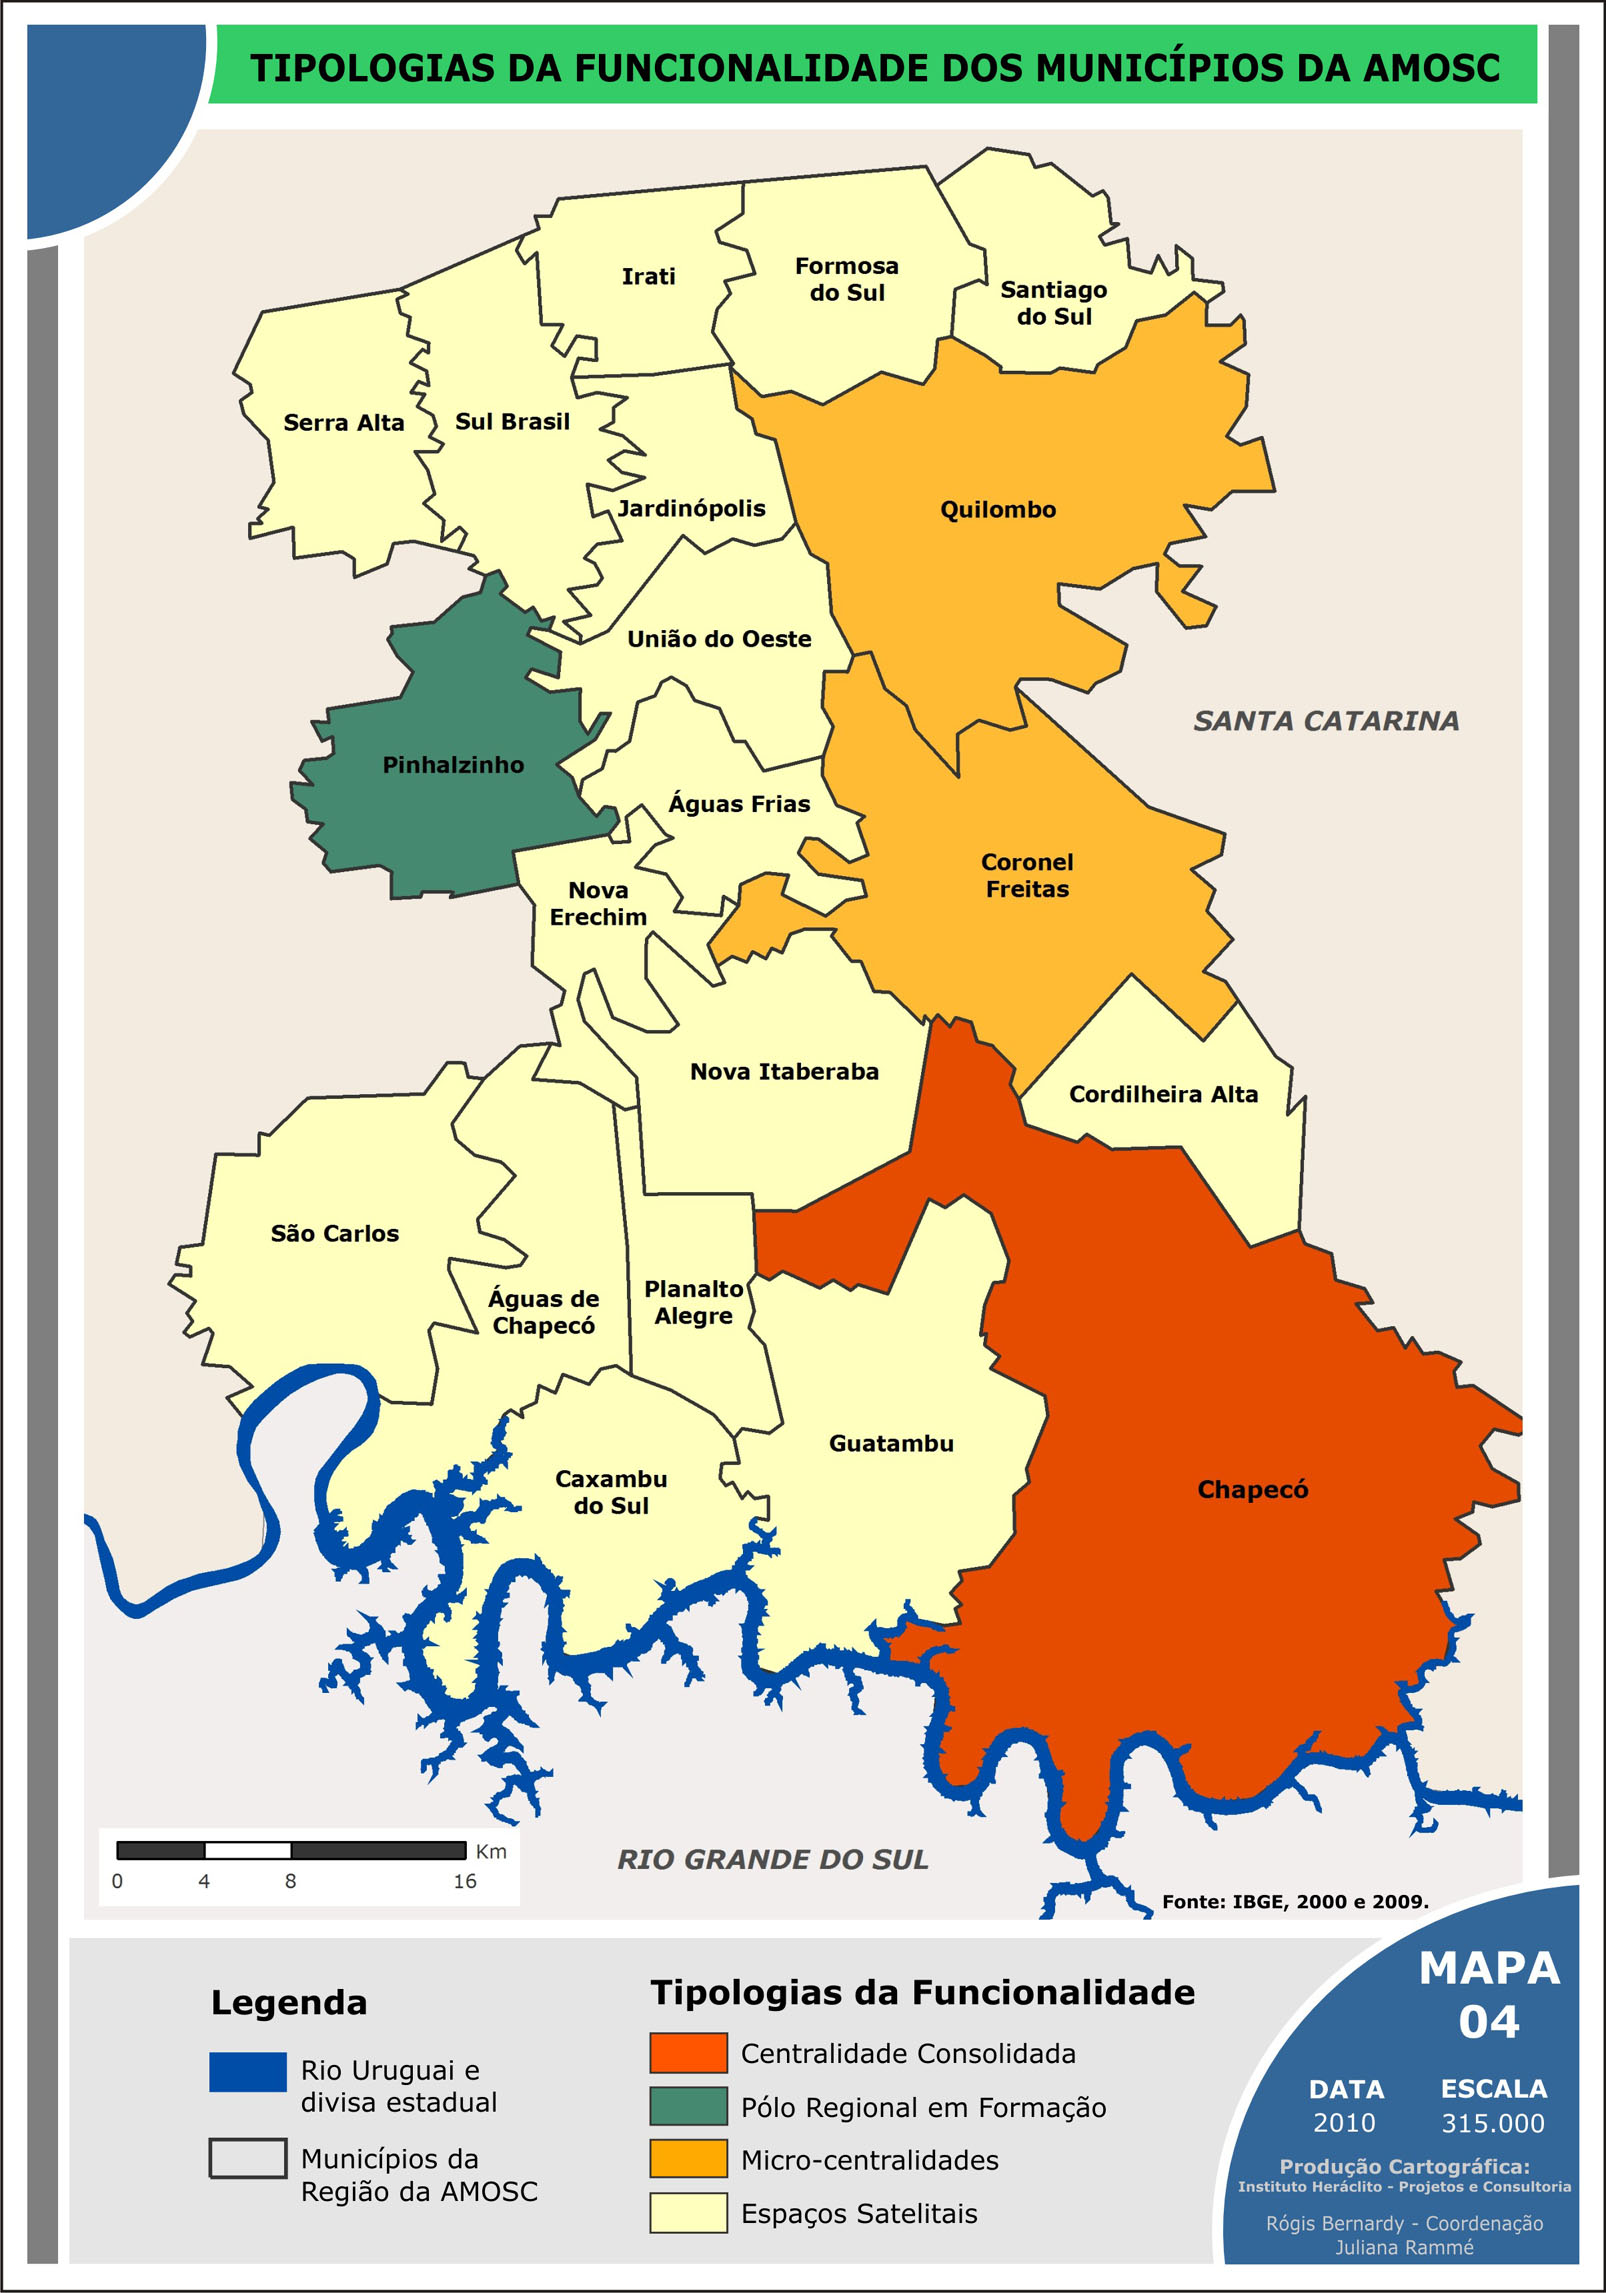 TIPOLOGIAS DA FUNCIONALIDADE DOS MUNICÍPIOS DA AMOSC
Irati
Formosa
do Sul
Santiago
do Sul
Serra Alta
Sul Brasil
Jardinópolis
Quilombo
União do Oeste
SANTA CATARINA
Pinhalzinho
Águas Frias
Coronel
Freitas
Nova
Erechim
Nova Itaberaba
Cordilheira Alta
São Carlos
Águas de
Chapecó
Planalto
Alegre
Guatambu
Caxambu
do Sul
Chapecó
Km
0 4 8 16
RIO GRANDE DO SUL
Fonte: IBGE, 2000 e 2009.
Legenda
Rio Uruguai e
divisa estadual
Municípios da
Região da AMOSC
Tipologias da Funcionalidade
Centralidade Consolidada
Pólo Regional em Formação
Micro-centralidades
Espaços Satelitais
MAPA
04
DATA ESCALA
2010 315.000
Produção Cartográfica:
Instituto Heráclito - Projetos e Consultoria
Rógis Bernardy - Coordenação
Juliana Rammé